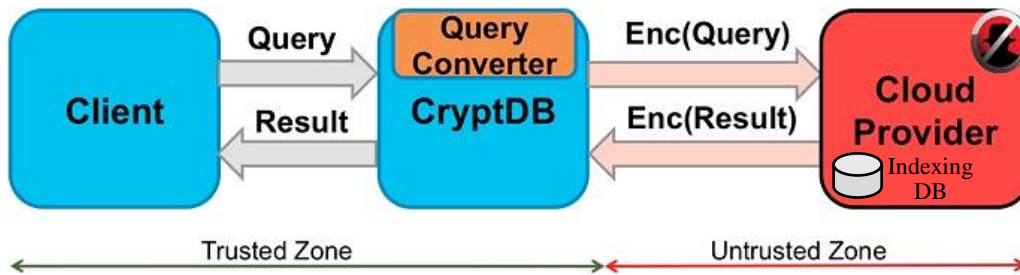 Client
Query
Result
Query
Converter
CryptDB
Enc(Query)
Enc(Result)
Cloud
Provider
Indexing
DB
Trusted Zone
Untrusted Zone